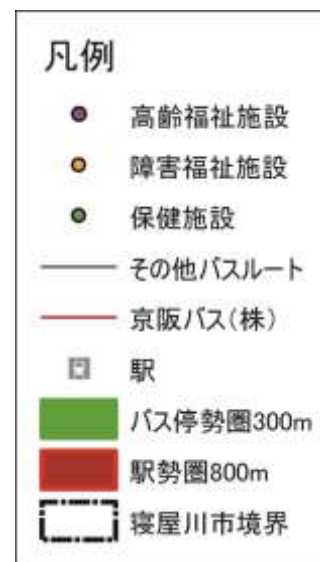 凡例
高齢福祉施設
障害福祉施設
保健施設
その他バスルート
京阪バス(株)
駅
バス停勢圏300m
駅勢圏800m
寝屋川市境界